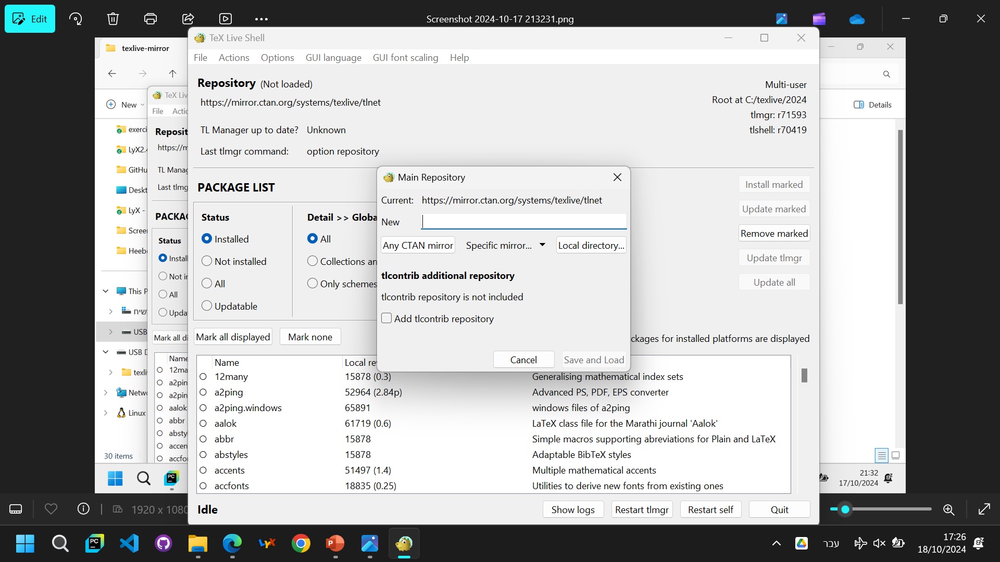 Edit
Screenshot 2024-10-17 213231.png
texlive-mirror
New
Details
exerci
LyX2.4
GitHu
Deskt
LyX -
Screer
This P
USB
USB D
texli
Netwo
Linux
30 items
TeX Liv
File Actio
Reposit
https://m
TL Manag
Last tlmg
PACKAG
Status
Install
Not in
All
Upda
Mark all di
Name
12ma
a2pin
a2pin
aalok
abbr
abstyl
accen
accfo
TeX Live Shell
File Actions Options GUI language GUI font scaling Help
Repository (Not loaded)
https://mirror.ctan.org/systems/texlive/tlnet
TL Manager up to date? Unknown
Last tlmgr command: option repository
Multi-user
Root at C:/texlive/2024
tlmgr: r71593
tlshell: r70419
PACKAGE LIST
Status
Installed
Not installed
All
Updatable
Detail >> Globa
All
Collections an
Only schemes
Install marked
Update marked
Remove marked
Update tlmgr
Update all
Mark all displayed Mark none
ckages for installed platforms are displayed
Main Repository
Current: https://mirror.ctan.org/systems/texlive/tlnet
New
Any CTAN mirror Specific mirror... Local directory...
tlcontrib additional repository
tlcontrib repository is not included
Add tlcontrib repository
Cancel Save and Load
Name Local re
12many 15878 (0.3) Generalising mathematical index sets
a2ping 52964 (2.84p) Advanced PS, PDF, EPS converter
a2ping.windows 65891 windows files of a2ping
aalok 61719 (0.6) LaTeX class file for the Marathi journal 'Aalok'
abbr 15878 Simple macros supporting abreviations for Plain and LaTeX
abstyles 15878 Adaptable BibTeX styles
accents 51497 (1.4) Multiple mathematical accents
accfonts 18835 (0.25) Utilities to derive new fonts from existing ones
Idle
Show logs Restart tlmgr Restart self Quit
21:32
17/10/2024
1920 x 1080
עבר
17:26
18/10/2024